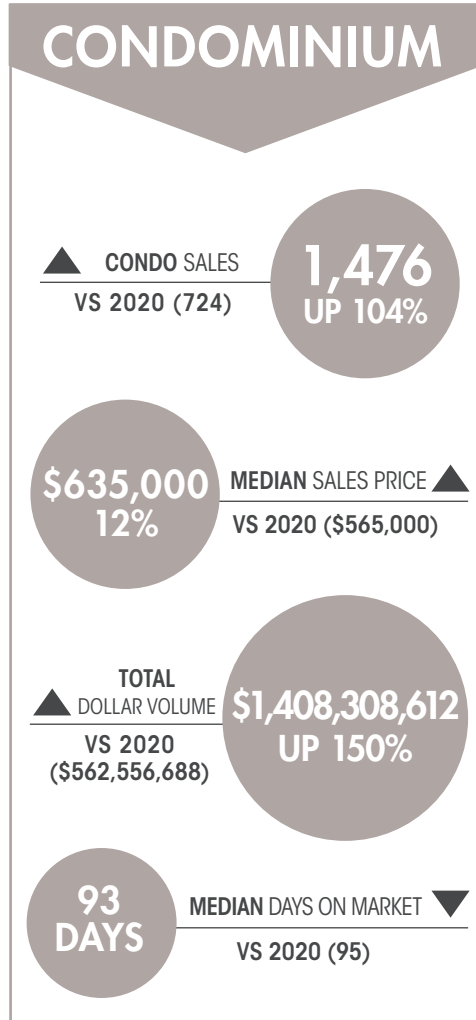 CONDOMINIUM
CONDO SALES
VS 2020 (724)
1,476
UP 104%
$635,000
12%
MEDIAN SALES PRICE
VS 2020 ($565,000)
TOTAL
DOLLAR VOLUME
VS 2020
($562,556,688)
$1,408,308,612
UP 150%
93
DAYS
MEDIAN DAYS ON MARKET
VS 2020 (95)